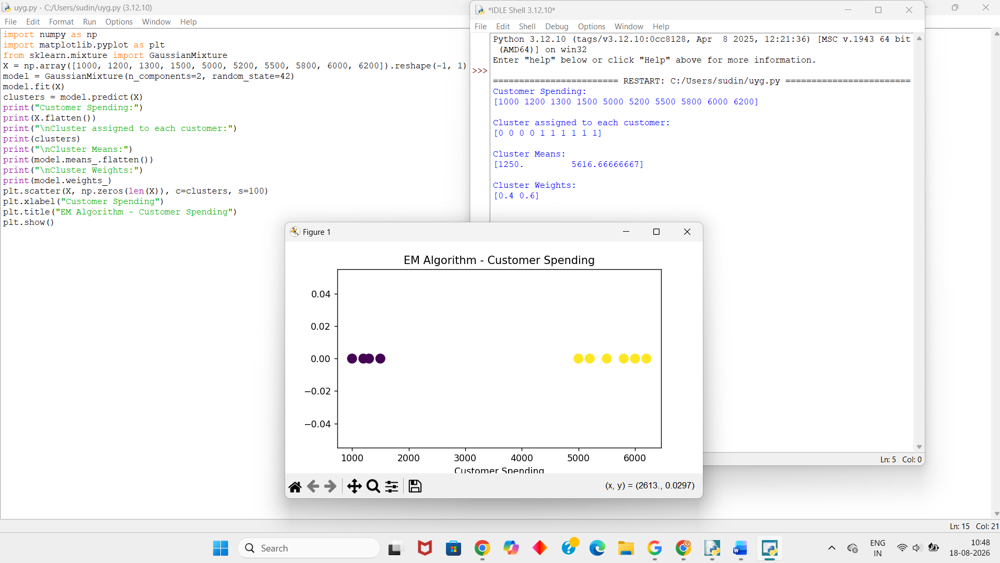 uyg.py - C:/Users/sudin/uyg.py (3.12.10)
File Edit Format Run Options Window Help
import numpy as np
import matplotlib.pyplot as plt
from sklearn.mixture import GaussianMixture
X = np.array([1000, 1200, 1300, 1500, 5000, 5200, 5500, 5800, 6000, 6200]).reshape(-1, 1)
model = GaussianMixture(n_components=2, random_state=42)
model.fit(X)
clusters = model.predict(X)
print("Customer Spending:")
print(X.flatten())
print("\nCluster assigned to each customer:")
print(clusters)
print("\nCluster Means:")
print(model.means_.flatten())
print("\nCluster Weights:")
print(model.weights_)
plt.scatter(X, np.zeros(len(X)), c=clusters, s=100)
plt.xlabel("Customer Spending")
plt.title("EM Algorithm - Customer Spending")
plt.show()
*IDLE Shell 3.12.10*
File Edit Shell Debug Options Window Help
Python 3.12.10 (tags/v3.12.10:0cc8128, Apr  8 2025, 12:21:36) [MSC v.1943 64 bit
(AMD64)] on win32
Enter "help" below or click "Help" above for more information.
>>>
======================== RESTART: C:/Users/sudin/uyg.py ========================
Customer Spending:
[1000 1200 1300 1500 5000 5200 5500 5800 6000 6200]
Cluster assigned to each customer:
[0 0 0 0 1 1 1 1 1 1]
Cluster Means:
[1250.         5616.66666667]
Cluster Weights:
[0.4 0.6]
Ln: 5 Col: 0
Figure 1
EM Algorithm - Customer Spending
0.04
0.02
0.00
−0.02
−0.04
1000 2000 3000 4000 5000 6000
Customer Spending
(x, y) = (2613., 0.0297)
Ln: 15 Col: 21
Search
ENG
IN
10:48
18-08-2026